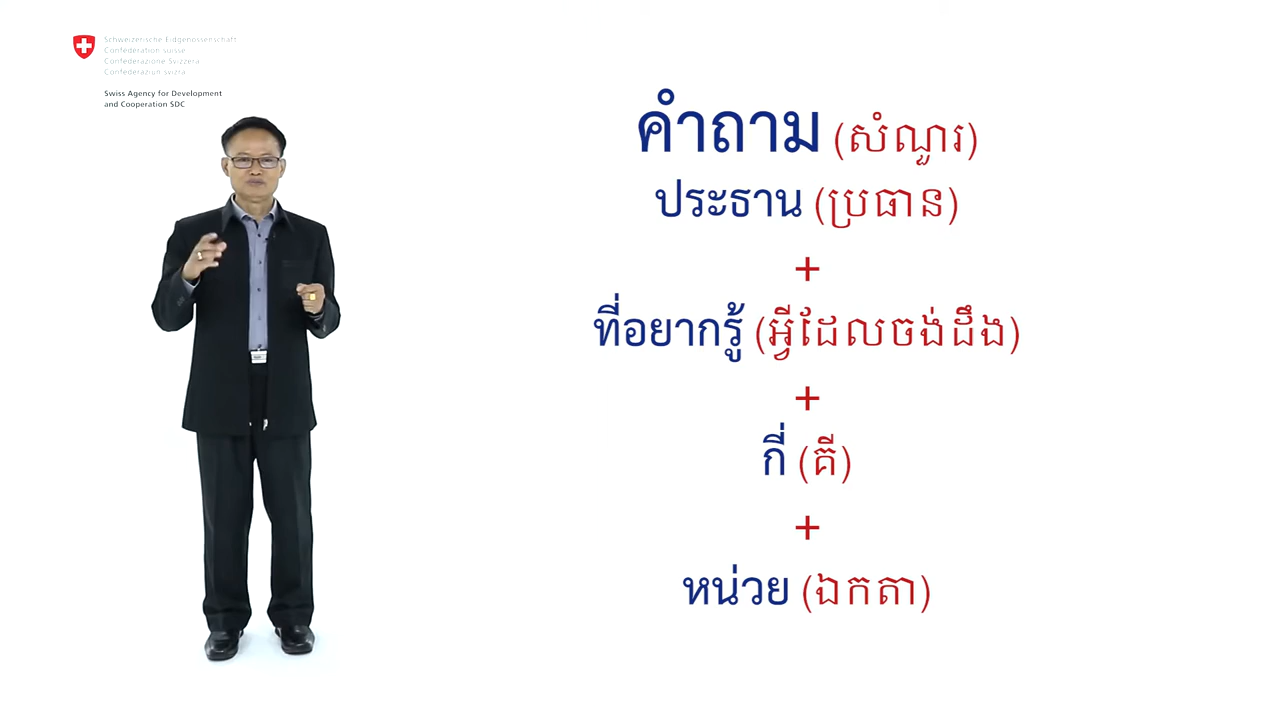 Schweizerische Eidgenossenschaft
Confédération suisse
Confederazione Svizzera
Confederaziun svizra
Swiss Agency for Development
and Cooperation SDC
คำถาม (សំណួរ)
ประธาน (ប្រធាន)
+
ที่อยากรู้ (អ្វីដែលចង់ដឹង)
+
กี่ (គី)
+
หน่วย (ឯកតា)